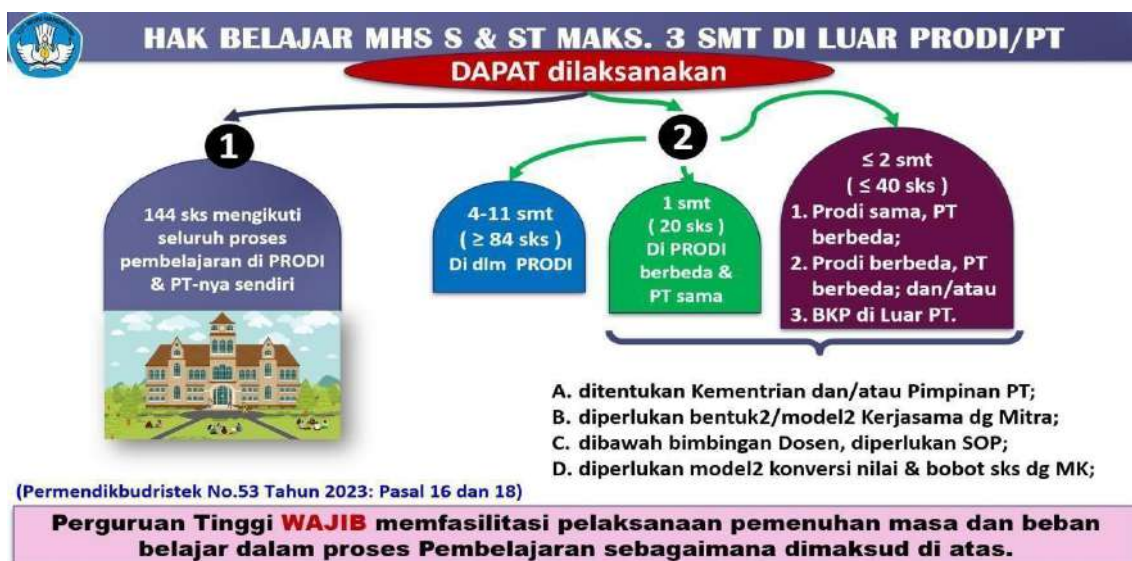 HAK BELAJAR MHS S & ST MAKS. 3 SMT DI LUAR PRODI/PT
DAPAT dilaksanakan
1
144 sks mengikuti
seluruh proses
pembelajaran di PRODI
& PT-nya sendiri
2
4-11 smt
( ≥ 84 sks )
Di dlm PRODI
1 smt
( 20 sks )
Di PRODI
berbeda &
PT sama
≤ 2 smt
( ≤ 40 sks )
1. Prodi sama, PT
berbeda;
2. Prodi berbeda, PT
berbeda; dan/atau
3. BKP di Luar PT.
A. ditentukan Kementrian dan/atau Pimpinan PT;
B. diperlukan bentuk2/model2 Kerjasama dg Mitra;
C. dibawah bimbingan Dosen, diperlukan SOP;
D. diperlukan model2 konversi nilai & bobot sks dg MK;
(Permendikbudristek No.53 Tahun 2023: Pasal 16 dan 18)
Perguruan Tinggi WAJIB memfasilitasi pelaksanaan pemenuhan masa dan beban
belajar dalam proses Pembelajaran sebagaimana dimaksud di atas.